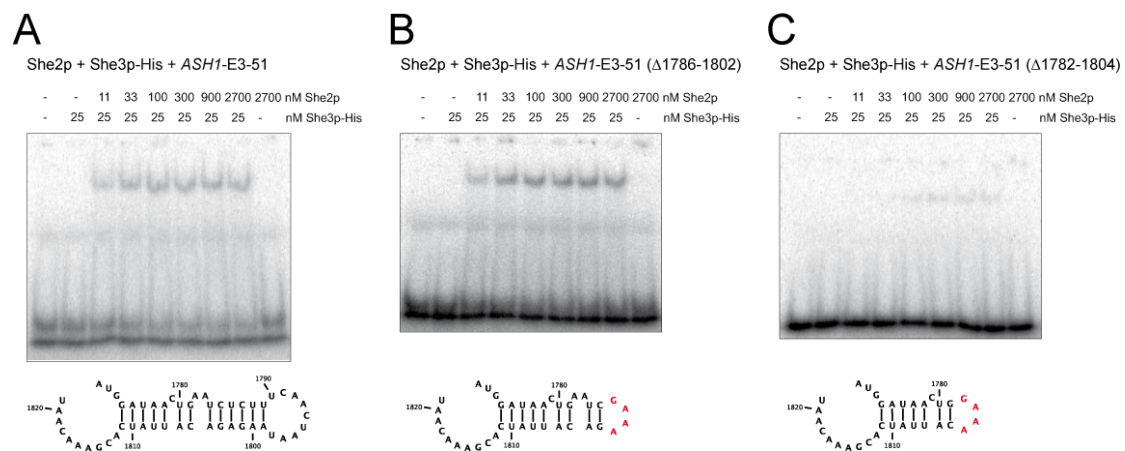 A
She2p + She3p-His + ASH1-E3-51
- - 11 33 100 300 900 2700 2700 nM She2p
- 25 25 25 25 25 25 25 - nM She3p-His
1780
1790
1820
1810
1800
B
She2p + She3p-His + ASH1-E3-51 (Δ1786-1802)
- - 11 33 100 300 900 2700 2700 nM She2p
- 25 25 25 25 25 25 25 - nM She3p-His
1780
G A A A
1820
1810
C
She2p + She3p-His + ASH1-E3-51 (Δ1782-1804)
- - 11 33 100 300 900 2700 2700 nM She2p
- 25 25 25 25 25 25 25 - nM She3p-His
1780
G A A A
1820
1810